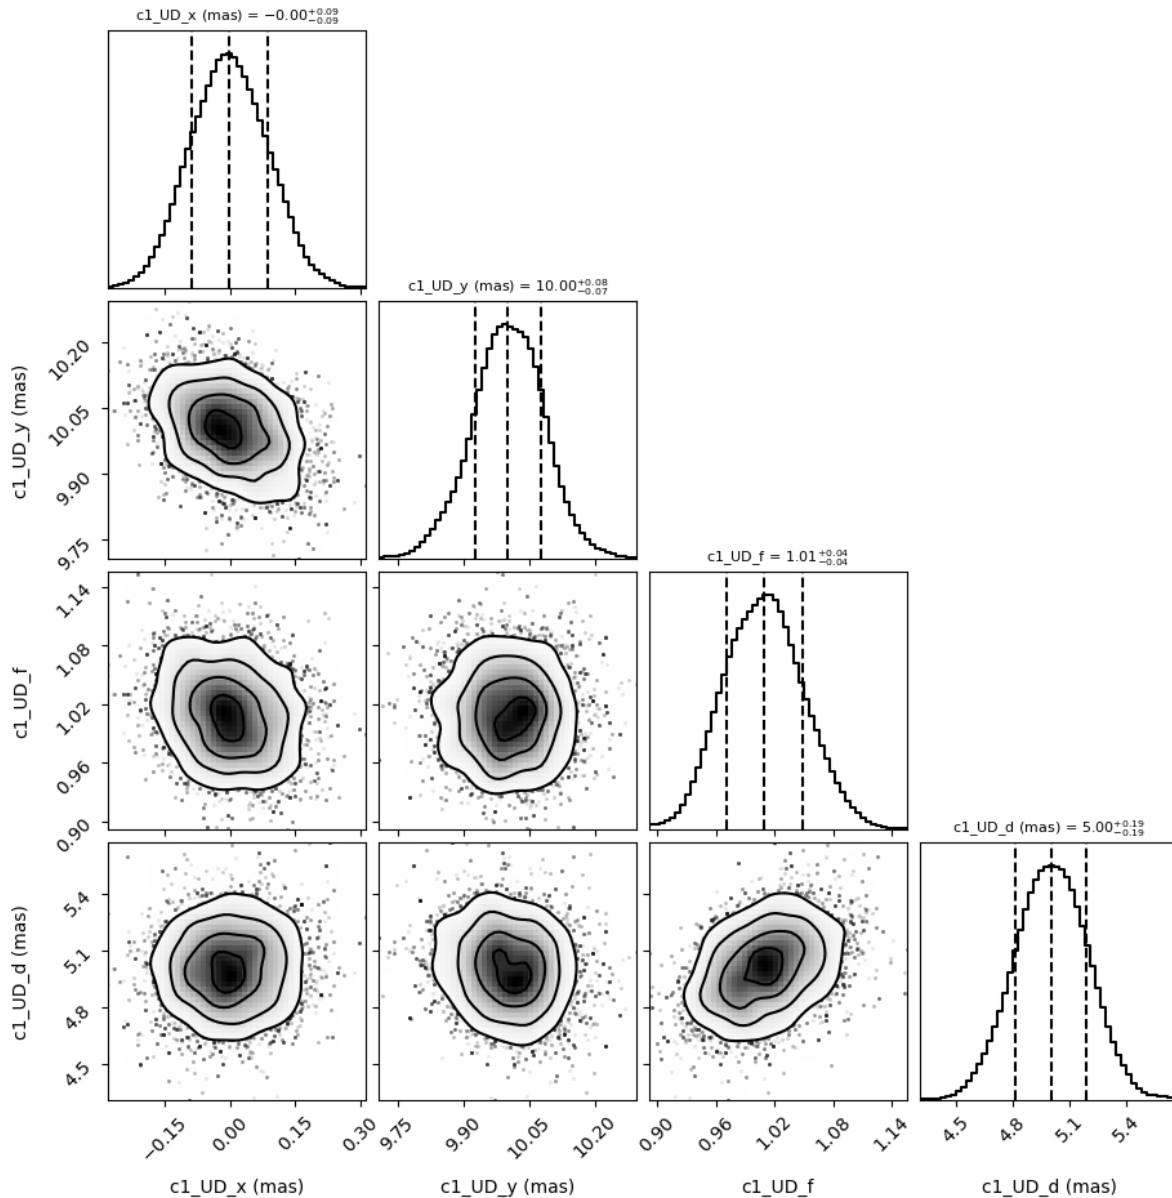 c1_UD_x (mas) = −0.00+0.09−0.09
c1_UD_y (mas) = 10.00+0.08−0.07
10.20
10.05
9.90
9.75
c1_UD_y (mas)
c1_UD_f = 1.01+0.04−0.04
1.14
1.08
1.02
0.96
0.90
c1_UD_f
c1_UD_d (mas) = 5.00+0.19−0.19
5.4
5.1
4.8
4.5
c1_UD_d (mas)
−0.15 0.00 0.15 0.30
9.75 9.90 10.05 10.20
0.90 0.96 1.02 1.08 1.14
4.5 4.8 5.1 5.4
c1_UD_x (mas)
c1_UD_y (mas)
c1_UD_f
c1_UD_d (mas)